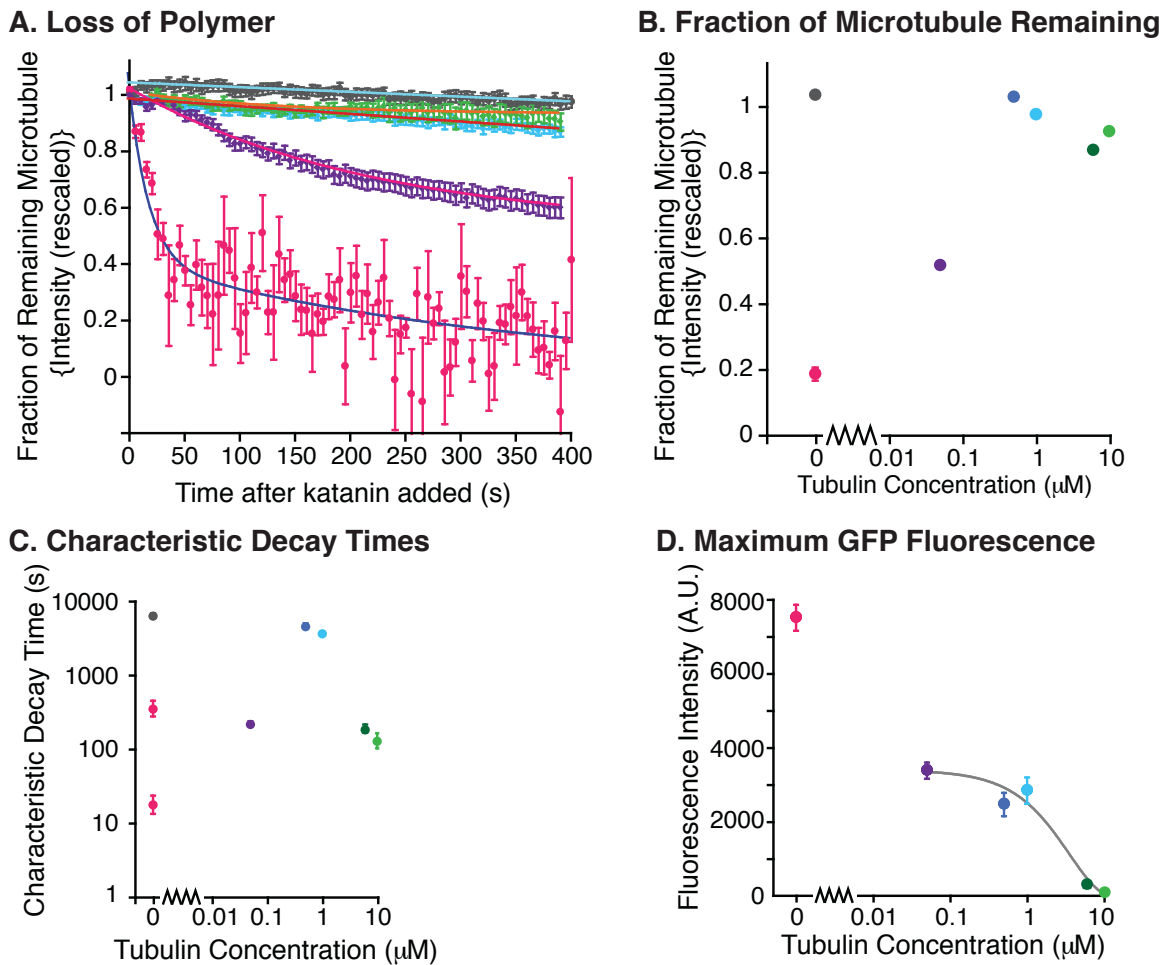 A. Loss of Polymer
Fraction of Remaining Microtubule
{Intensity (rescaled)}
1
0.8
0.6
0.4
0.2
0
0 50 100 150 200 250 300 350 400
Time after katanin added (s)
B. Fraction of Microtubule Remaining
Fraction of Remaining Microtubule
{Intensity (rescaled)}
1
0.8
0.6
0.4
0.2
0
0 0.01 0.1 1 10
Tubulin Concentration (μM)
C. Characteristic Decay Times
Characteristic Decay Time (s)
10000
1000
100
10
1
0 0.01 0.1 1 10
Tubulin Concentration (μM)
D. Maximum GFP Fluorescence
Fluorescence Intensity (A.U.)
8000
6000
4000
2000
0
0 0.01 0.1 1 10
Tubulin Concentration (μM)